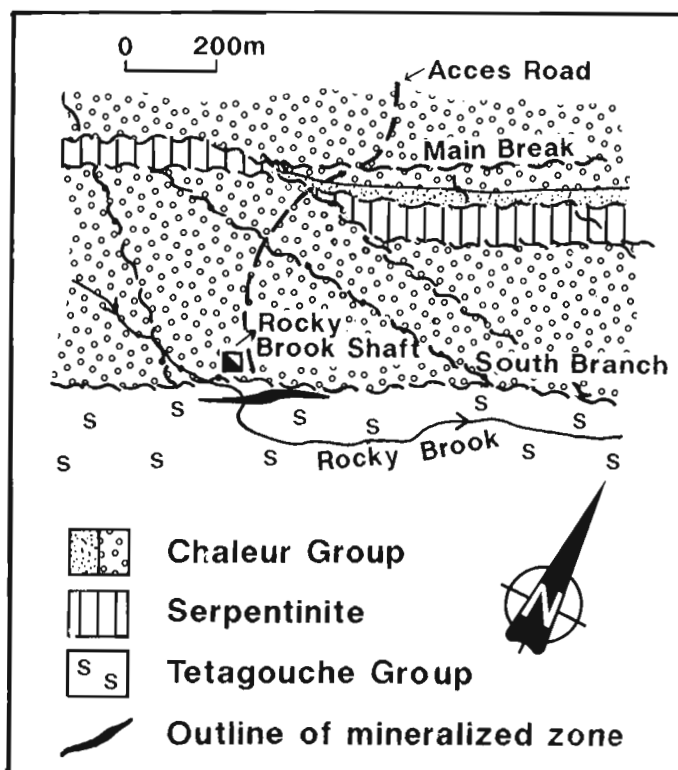 0 200m
Acces Road
Main Break
Rocky
Brook Shaft
South Branch
S S S S S S
S S S S S S
Rocky Brook
N
Chaleur Group
Serpentinite
S S Tetagouche Group
Outline of mineralized zone